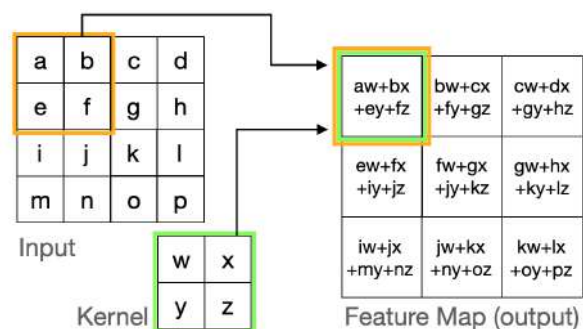 a b c d
e f g h
i j k l
m n o p
Input
w x
y z
Kernel
aw+bx bw+cx cw+dx
+ey+fz +fy+gz +gy+hz
ew+fx fw+gx gw+hx
+iy+jz +jy+kz +ky+lz
iw+jx jw+kx kw+lx
+my+nz +ny+oz +oy+pz
Feature Map (output)